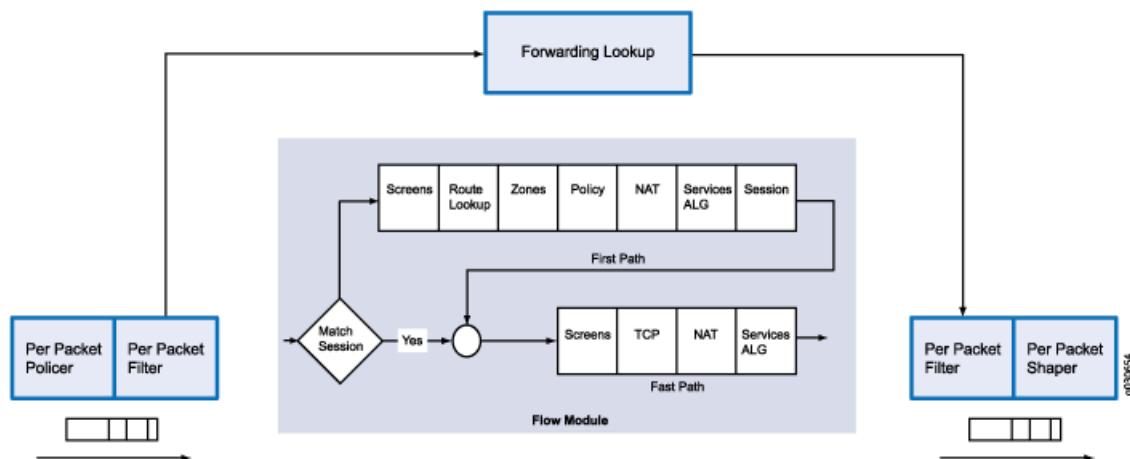 Forwarding Lookup
Screens
Route
Lookup
Zones
Policy
NAT
Services
ALG
Session
First Path
Per Packet
Policer
Per Packet
Filter
Match
Session
Yes
Screens
TCP
NAT
Services
ALG
Fast Path
Flow Module
Per Packet
Filter
Per Packet
Shaper
g030654